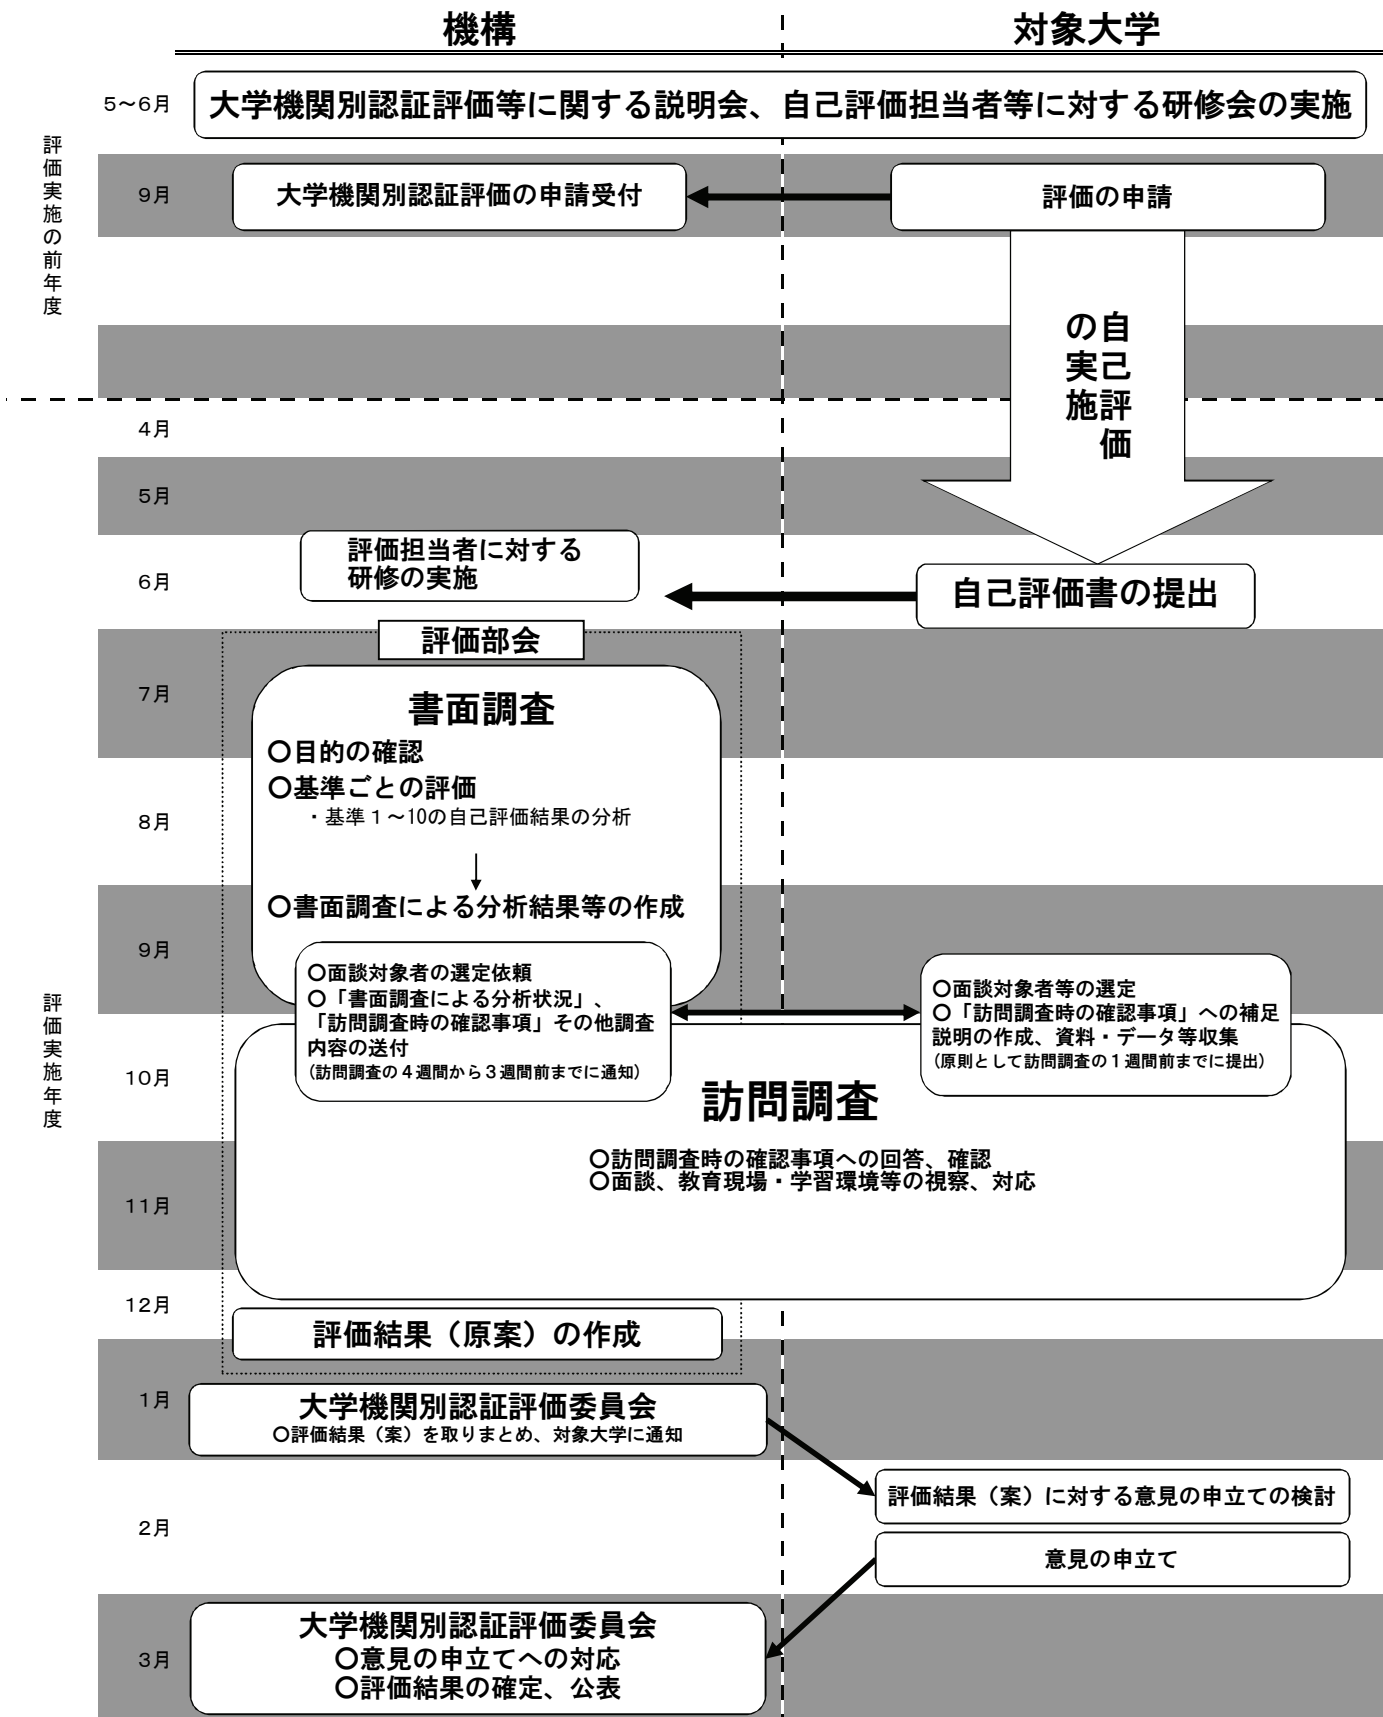 機構
対象大学
評価実施の前年度
5～6月
大学機関別認証評価等に関する説明会、自己評価担当者等に対する研修会の実施
9月
大学機関別認証評価の申請受付
評価の申請
自己評価
の実施
評価実施年度
4月
5月
6月
評価担当者に対する
研修の実施
自己評価書の提出
評価部会
7月
書面調査
○目的の確認
○基準ごとの評価
・基準１～10の自己評価結果の分析
8月
○書面調査による分析結果等の作成
9月
○面談対象者の選定依頼
○「書面調査による分析状況」、
「訪問調査時の確認事項」その他調査
内容の送付
(訪問調査の４週間から３週間前までに通知)
○面談対象者等の選定
○「訪問調査時の確認事項」への補足
説明の作成、資料・データ等収集
(原則として訪問調査の１週間前までに提出)
10月
訪問調査
○訪問調査時の確認事項への回答、確認
○面談、教育現場・学習環境等の視察、対応
11月
12月
評価結果（原案）の作成
1月
大学機関別認証評価委員会
○評価結果（案）を取りまとめ、対象大学に通知
評価結果（案）に対する意見の申立ての検討
2月
意見の申立て
3月
大学機関別認証評価委員会
○意見の申立てへの対応
○評価結果の確定、公表